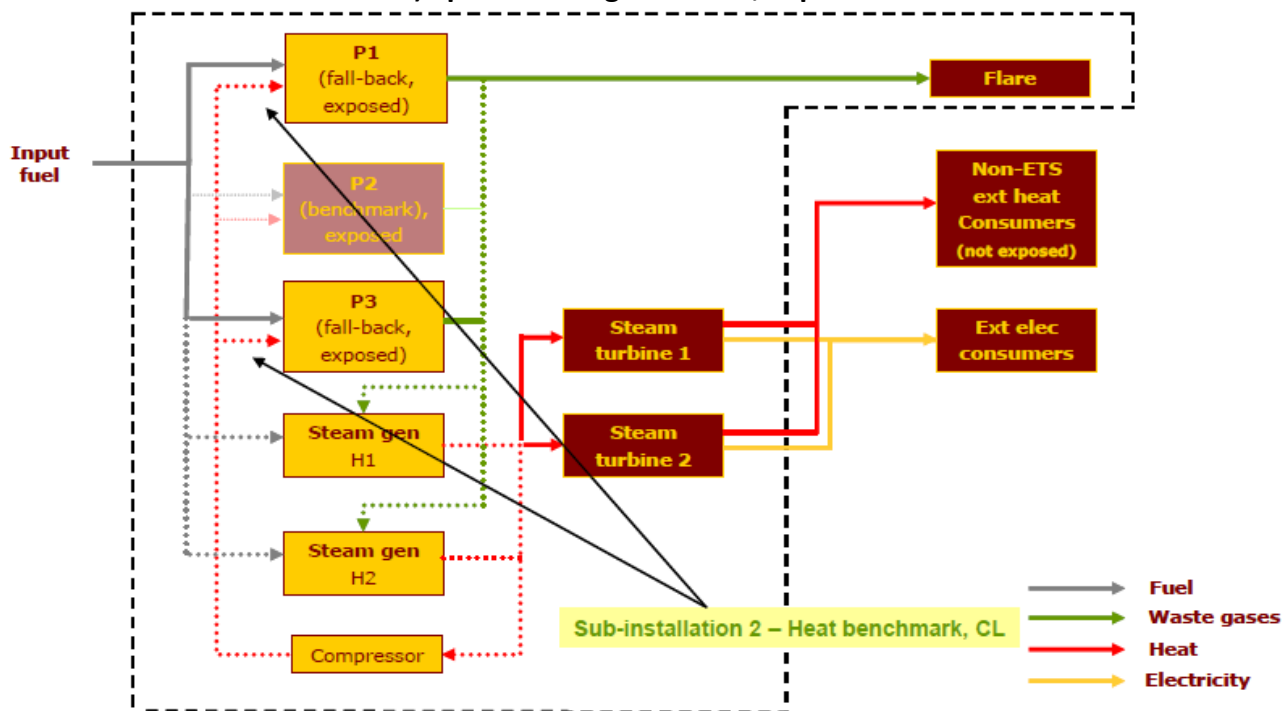 P1
(fall-back,
exposed)
Flare
Input
fuel
P2
(benchmark),
exposed
Non-ETS
ext heat
Consumers
(not exposed)
P3
(fall-back,
exposed)
Steam
turbine 1
Ext elec
consumers
Steam gen
H1
Steam
turbine 2
Steam gen
H2
Fuel
Waste gases
Sub-installation 2 – Heat benchmark, CL
Heat
Compressor
Electricity